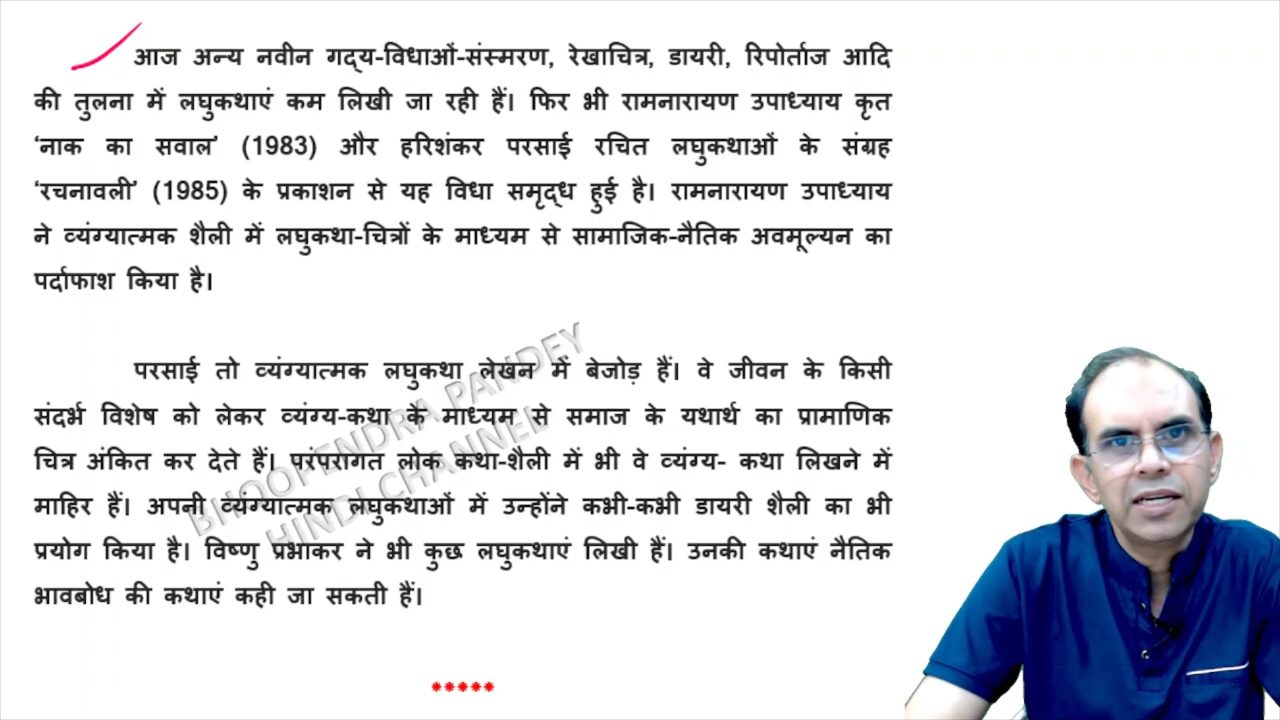 आज अन्य नवीन गद्य-विधाओं-संस्मरण, रेखाचित्र, डायरी, रिपोर्ताज आदि
की तुलना में लघुकथाएं कम लिखी जा रही हैं। फिर भी रामनारायण उपाध्याय कृत
‘नाक का सवाल’ (1983) और हरिशंकर परसाई रचित लघुकथाओं के संग्रह
‘रचनावली’ (1985) के प्रकाशन से यह विधा समृद्ध हुई है। रामनारायण उपाध्याय
ने व्यंग्यात्मक शैली में लघुकथा-चित्रों के माध्यम से सामाजिक-नैतिक अवमूल्यन का
पर्दाफाश किया है।
परसाई तो व्यंग्यात्मक लघुकथा लेखन में बेजोड़ हैं। वे जीवन के किसी
संदर्भ विशेष को लेकर व्यंग्य-कथा के माध्यम से समाज के यथार्थ का प्रामाणिक
चित्र अंकित कर देते हैं। परंपरागत लोक कथा-शैली में भी वे व्यंग्य- कथा लिखने में
माहिर हैं। अपनी व्यंग्यात्मक लघुकथाओं में उन्होंने कभी-कभी डायरी शैली का भी
प्रयोग किया है। विष्णु प्रभाकर ने भी कुछ लघुकथाएं लिखी हैं। उनकी कथाएं नैतिक
भावबोध की कथाएं कही जा सकती हैं।
BHOOPENDRA PANDEY
HINDI CHANNEL